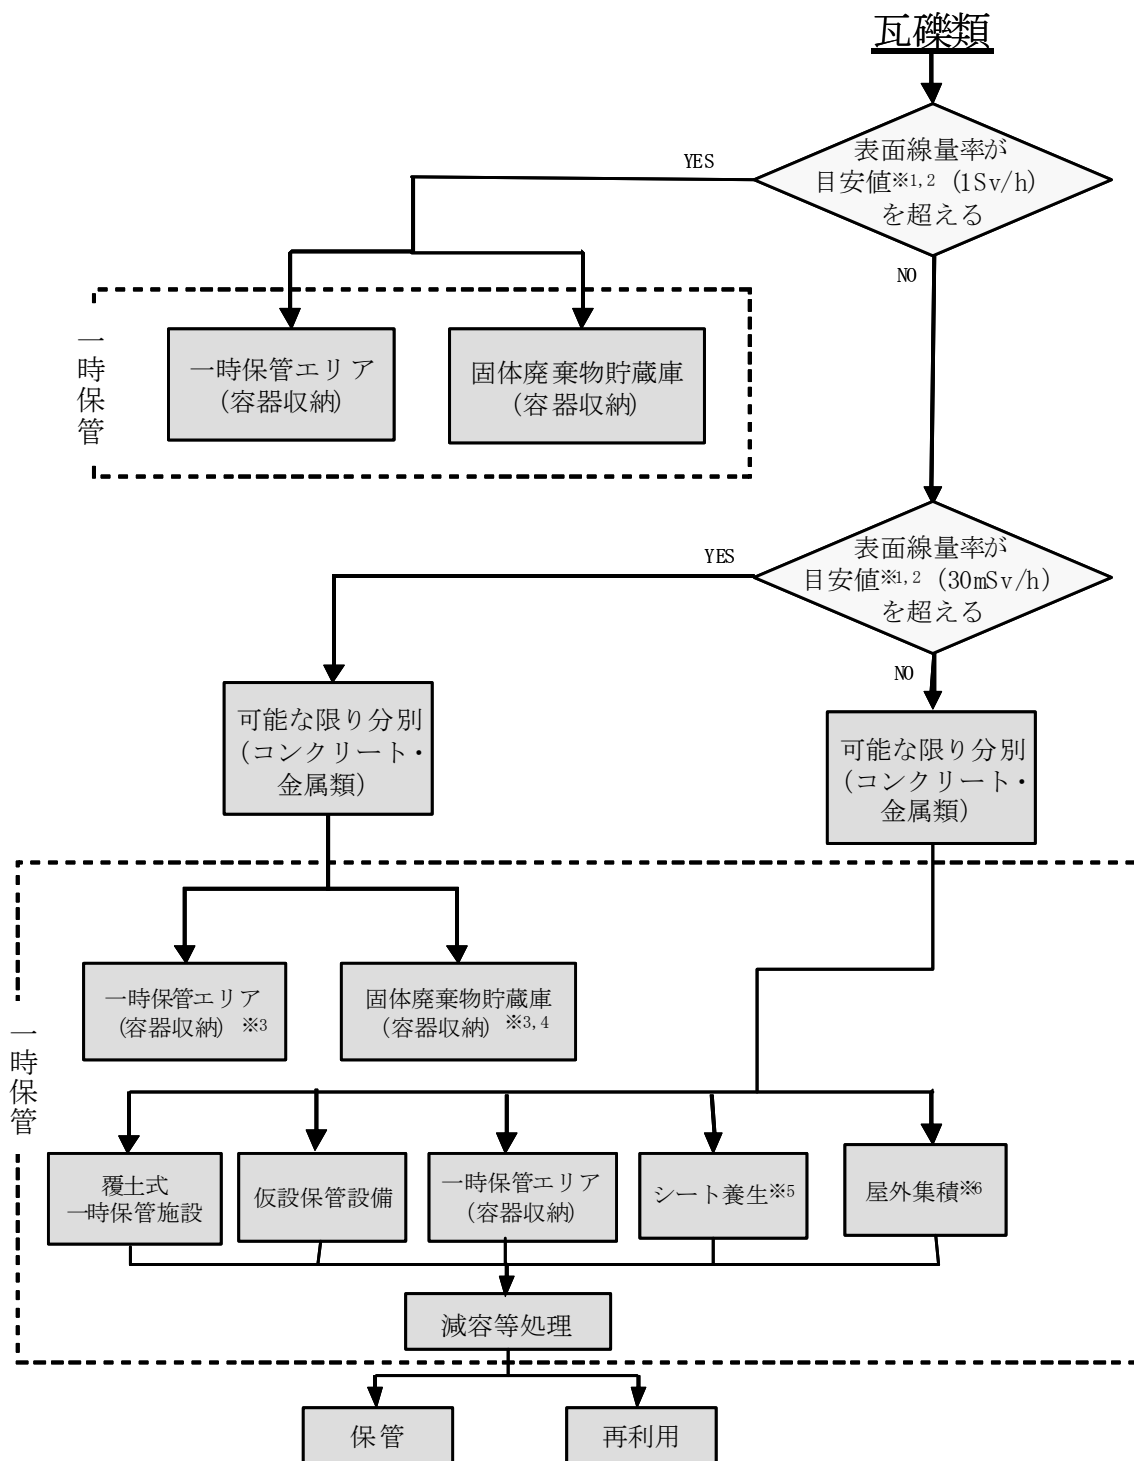 瓦礫類
表面線量率が
目安値※1,2（1Sv/h）
を超える
YES
NO
一時保管
一時保管エリア
（容器収納）
固体廃棄物貯蔵庫
（容器収納）
表面線量率が
目安値※1,2（30mSv/h）
を超える
YES
NO
可能な限り分別
（コンクリート・
金属類）
可能な限り分別
（コンクリート・
金属類）
一時保管
一時保管エリア
（容器収納）※3
固体廃棄物貯蔵庫
（容器収納）※3,4
覆土式
一時保管施設
仮設保管設備
一時保管エリア
（容器収納）
シート養生※5
屋外集積※6
減容等処理
保管
再利用